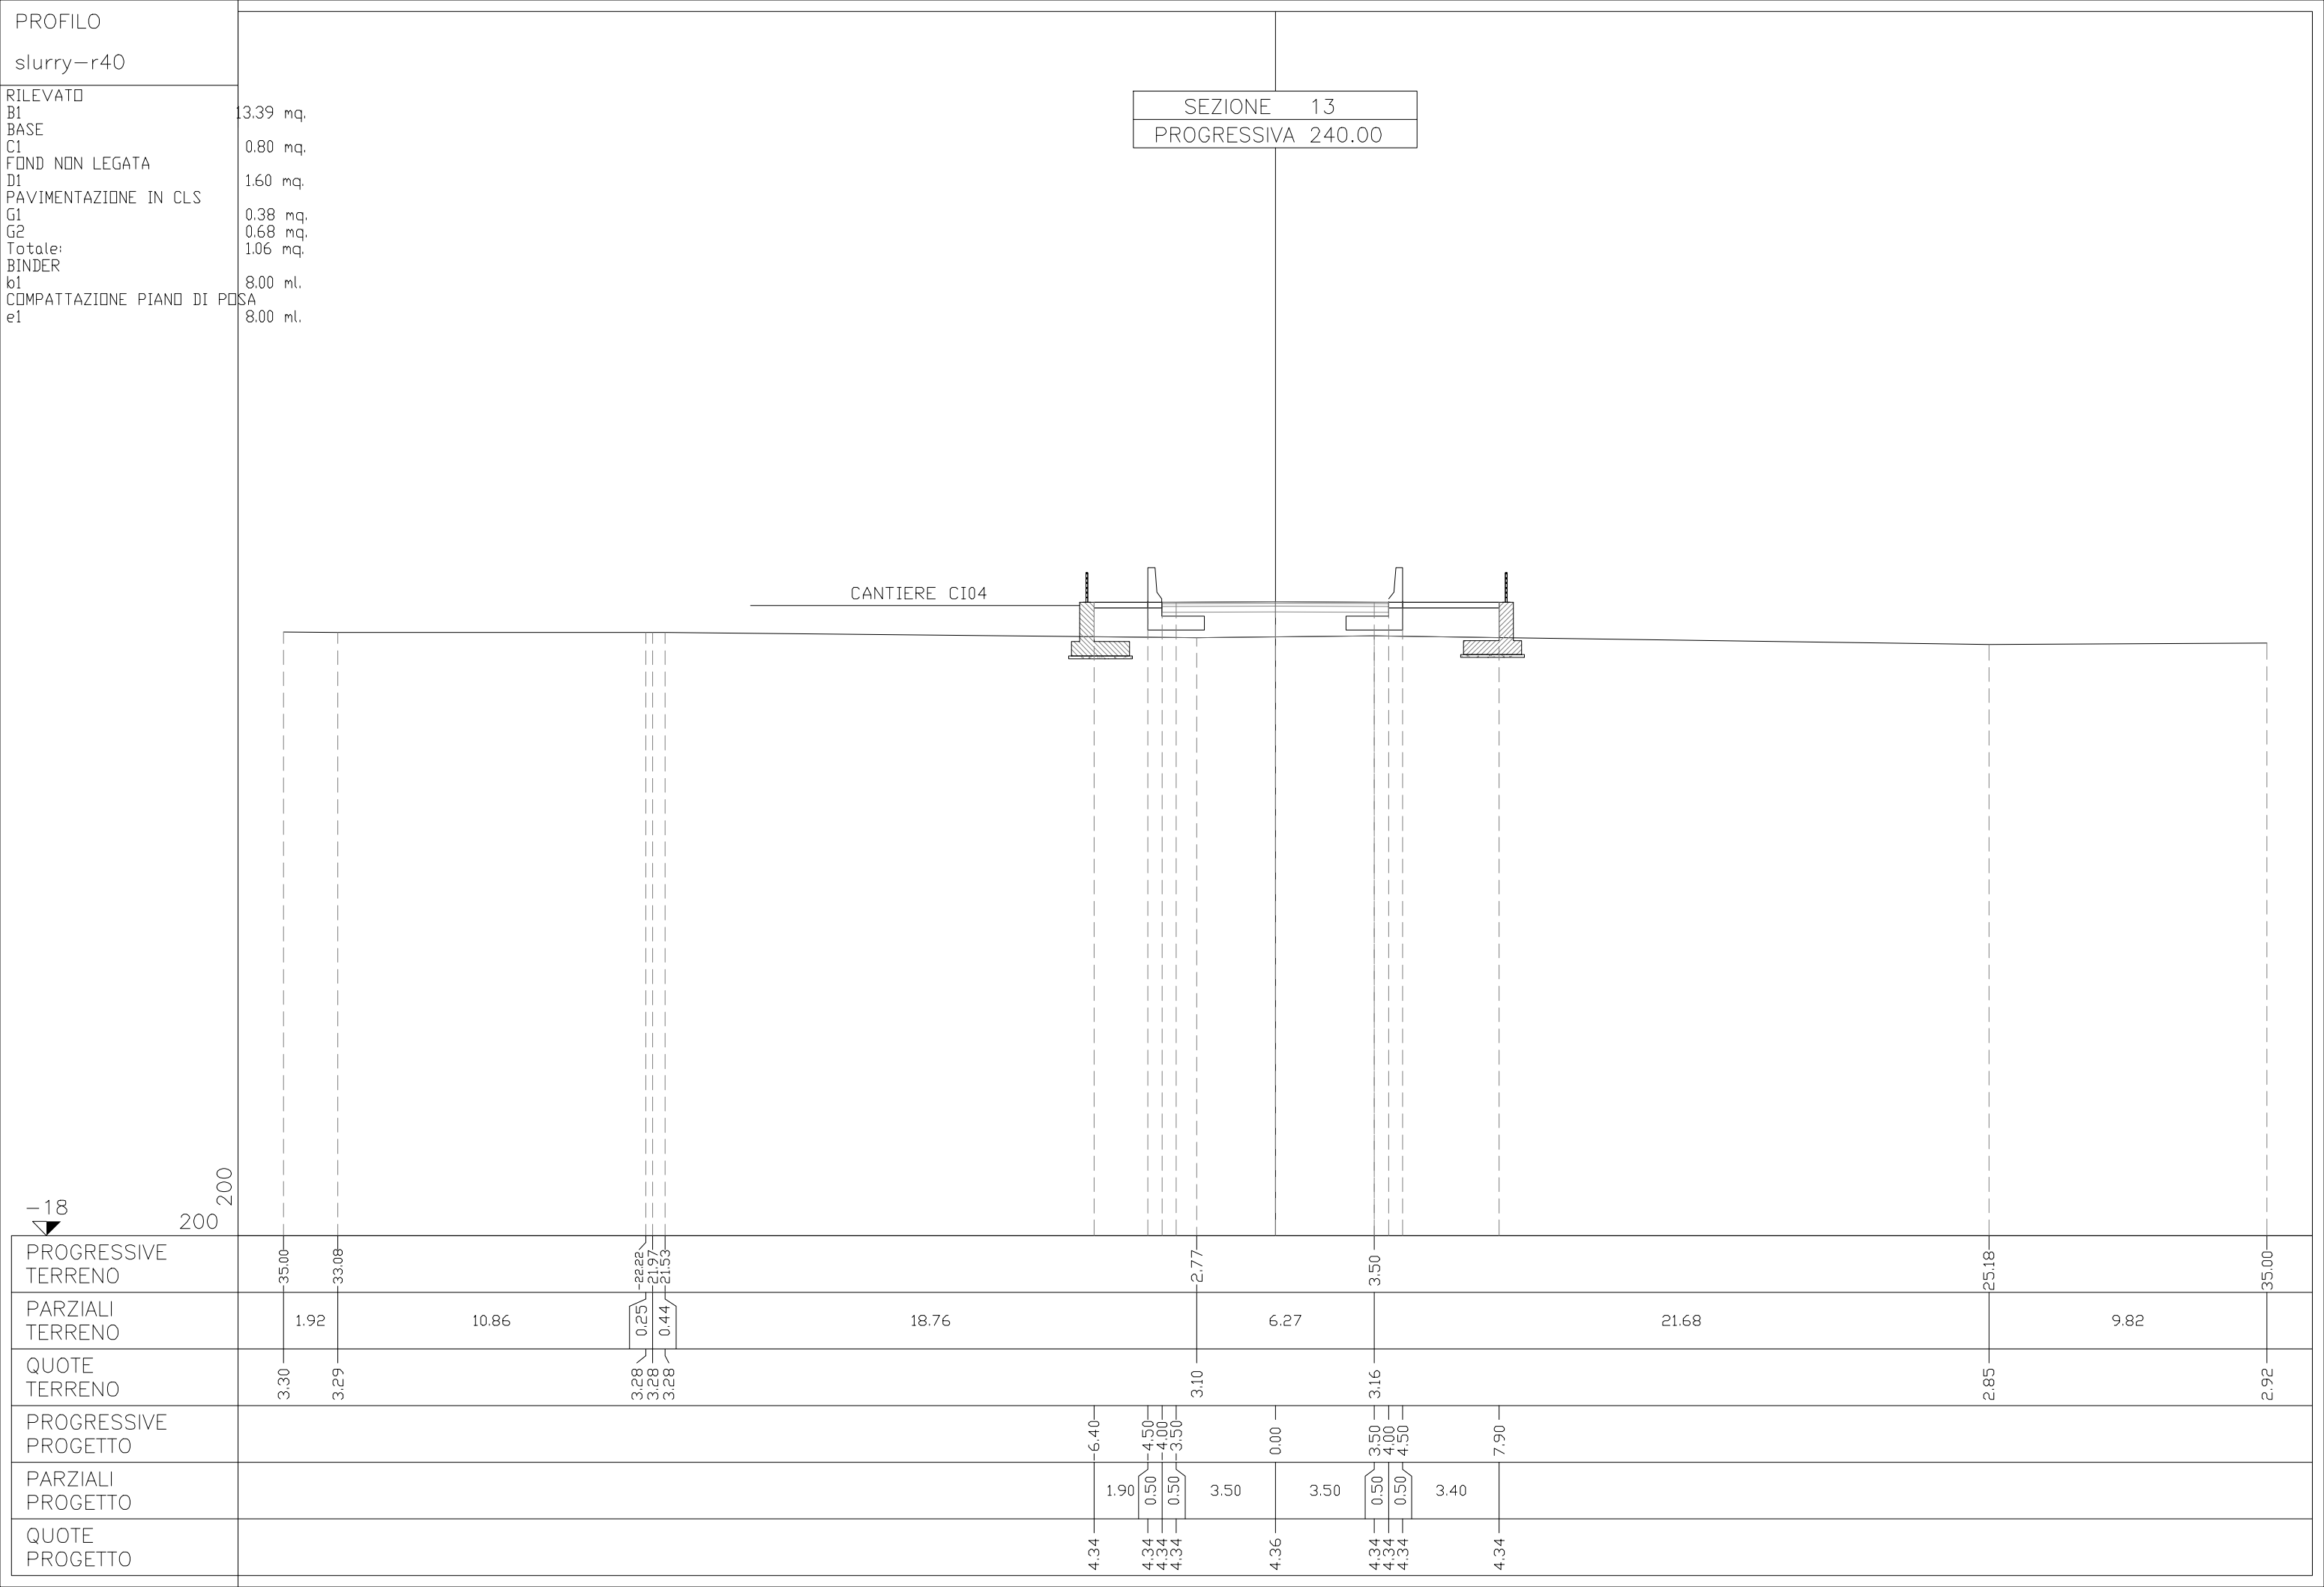 PROFILO
slurry-r40
RILEVATO
B1 13.39 mq.
BASE
C1 0.80 mq.
FOND NON LEGATA
D1 1.60 mq.
PAVIMENTAZIONE IN CLS
G1 0.38 mq.
G2 0.68 mq.
Totale: 1.06 mq.
BINDER
b1 8.00 ml.
COMPATTAZIONE PIANO DI POSA
e1 8.00 ml.
SEZIONE 13
PROGRESSIVA 240.00
CANTIERE CI04
-18
200
200
PROGRESSIVE
TERRENO
-35.00 -33.08 -22.22 -21.97 -21.53 -2.77 3.50 25.18 35.00
PARZIALI
TERRENO
1.92 10.86 0.25 0.44 18.76 6.27 21.68 9.82
QUOTE
TERRENO
3.30 3.29 3.28 3.28 3.28 3.10 3.16 2.85 2.92
PROGRESSIVE
PROGETTO
-6.40 -4.50 -4.00 -3.50 0.00 3.50 4.00 4.50 7.90
PARZIALI
PROGETTO
1.90 0.50 0.50 3.50 3.50 0.50 0.50 3.40
QUOTE
PROGETTO
4.34 4.34 4.34 4.34 4.36 4.34 4.34 4.34 4.34